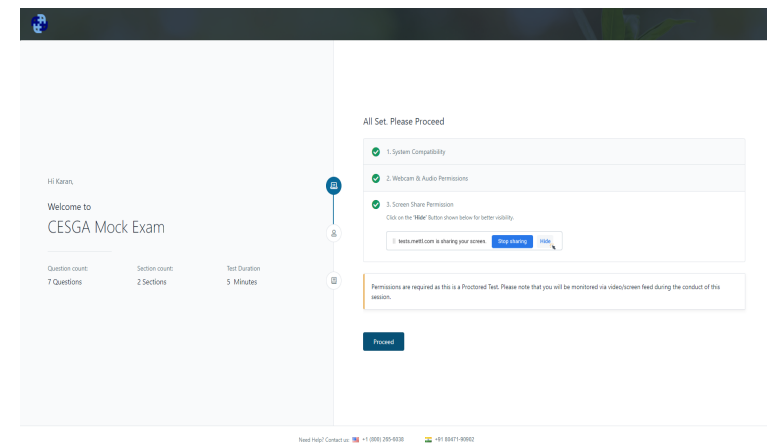 All Set. Please Proceed
1. System Compatibility
2. Webcam & Audio Permissions
3. Screen Share Permission
Click on the 'Hide' Button shown below for better visibility.
tests.mettl.com is sharing your screen. Stop sharing Hide
Permissions are required as this is a Proctored Test. Please note that you will be monitored via video/screen feed during the conduct of this
session.
Proceed
Hi Karan,
Welcome to
CESGA Mock Exam
Question count: Section count: Test Duration
7 Questions 2 Sections 5 Minutes
Need Help? Contact us: +1 (800) 265-6038 +91 80471-90902